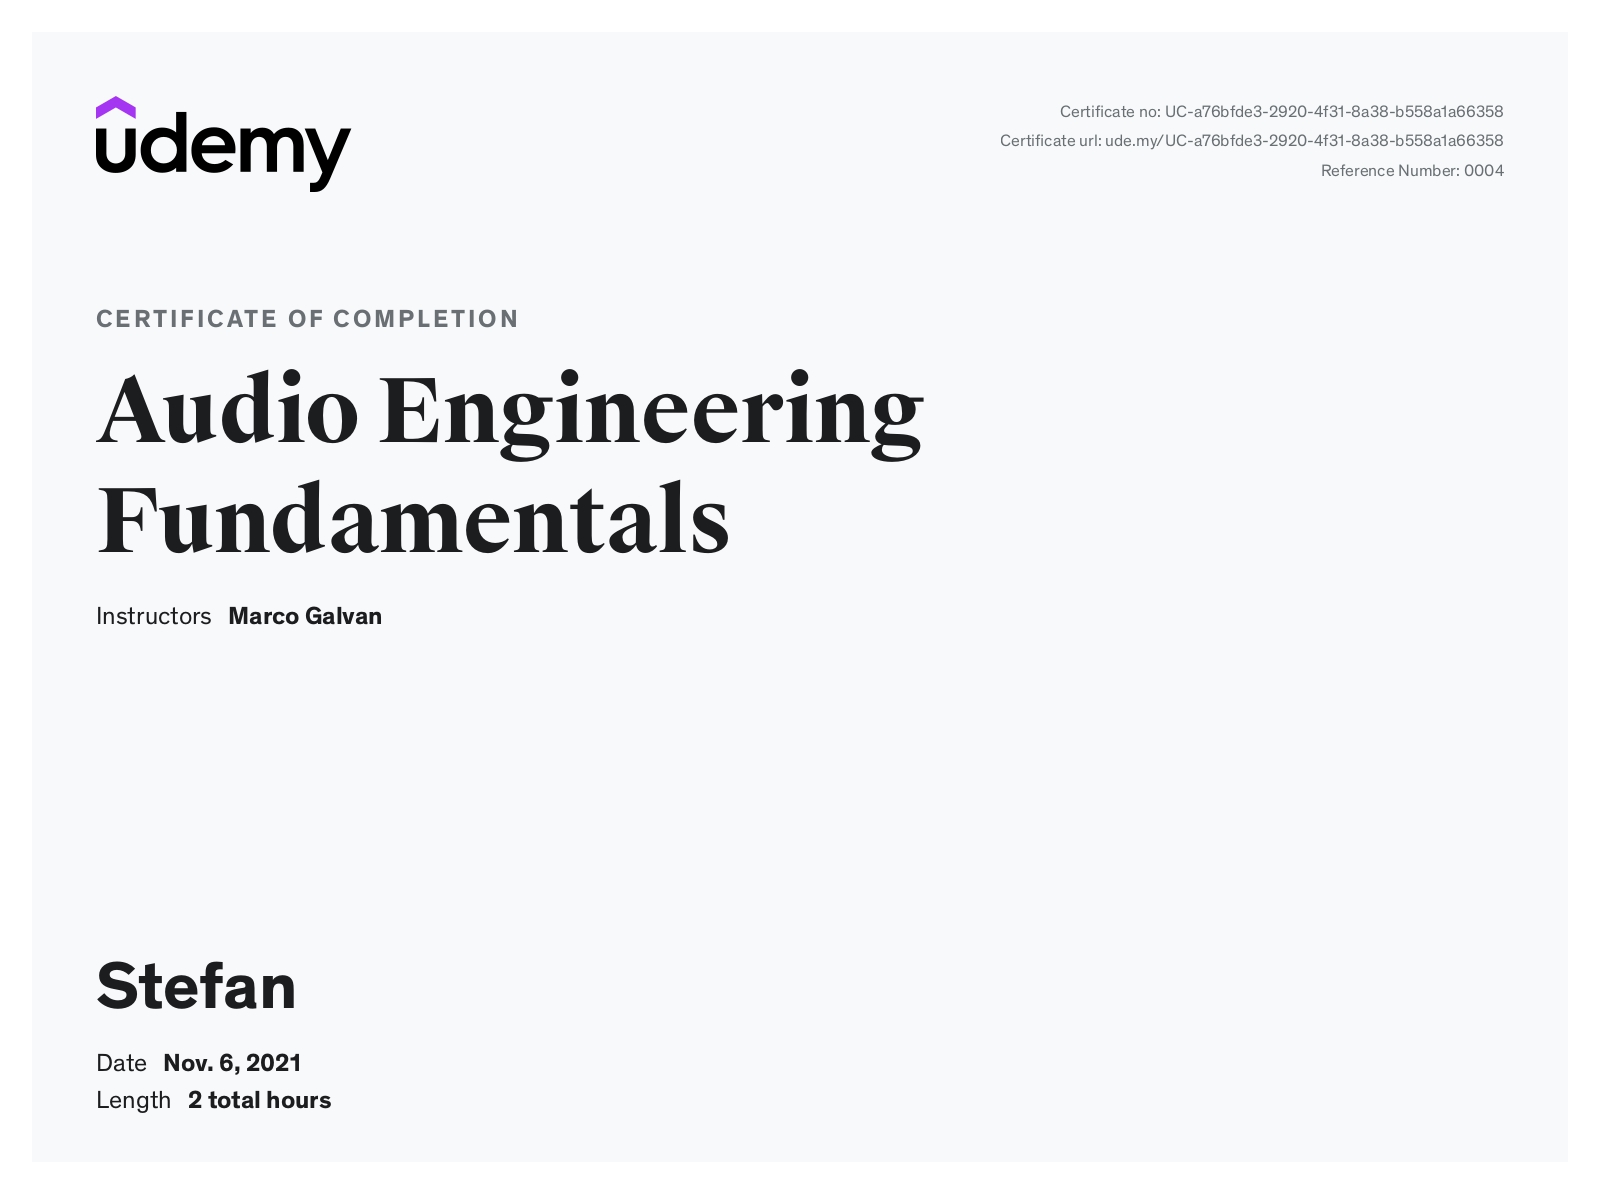 udemy
Certificate no: UC-a76bfde3-2920-4f31-8a38-b558a1a66358
Certificate url: ude.my/UC-a76bfde3-2920-4f31-8a38-b558a1a66358
Reference Number: 0004
CERTIFICATE OF COMPLETION
Audio Engineering
Fundamentals
Instructors Marco Galvan
Stefan
Date Nov. 6, 2021
Length 2 total hours